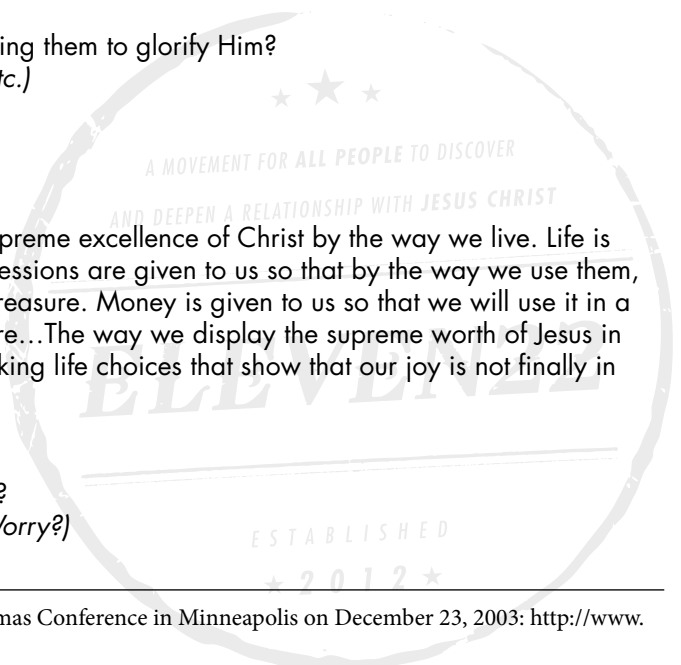 ing them to glorify Him?
tc.)
A MOVEMENT FOR ALL PEOPLE TO DISCOVER
AND DEEPEN A RELATIONSHIP WITH JESUS CHRIST
preme excellence of Christ by the way we live. Life is
essions are given to us so that by the way we use them,
reasure. Money is given to us so that we will use it in a
re...The way we display the supreme worth of Jesus in
ELEVEN22
king life choices that show that our joy is not finally in
?
Vorry?)
ESTABLISHED
2012
mas Conference in Minneapolis on December 23, 2003: http://www.